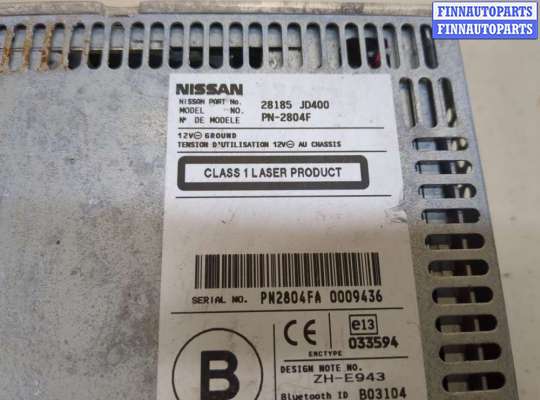 FINNAUTOPARTS
FINNAUTOPARTS
NISSAN
NISSAN PART No. 28185 JD400
MODEL NO. PN-2804F
N° DE MODELE
12V⊝GROUND
TENSION D'UTILISATION 12V⊝ AU CHASSIS
CLASS 1 LASER PRODUCT
SERIAL NO. PN2804FA 0009436
B
CE
e13
033594
ENCTYPE
DESIGN NOTE NO.
ZH-E943
Bluetooth ID B03104